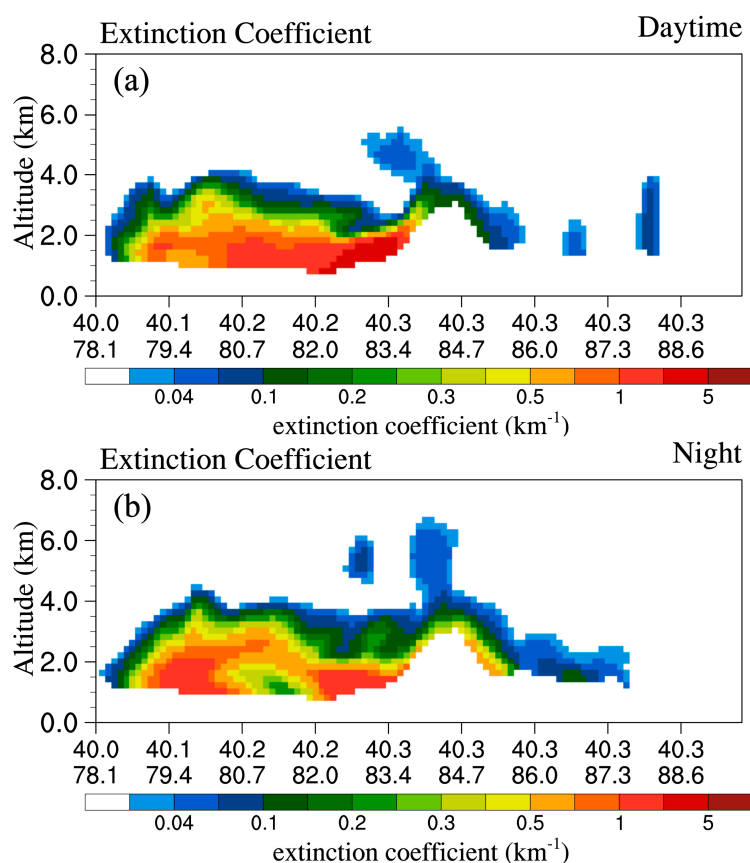 Extinction Coefficient Daytime
(a)
8.0
6.0
4.0
2.0
0.0
Altitude (km)
40.0 40.1 40.2 40.2 40.3 40.3 40.3 40.3 40.3
78.1 79.4 80.7 82.0 83.4 84.7 86.0 87.3 88.6
0.04 0.1 0.2 0.3 0.5 1 5
extinction coefficient (km-1)
Extinction Coefficient Night
(b)
8.0
6.0
4.0
2.0
0.0
Altitude (km)
40.0 40.1 40.2 40.2 40.3 40.3 40.3 40.3 40.3
78.1 79.4 80.7 82.0 83.4 84.7 86.0 87.3 88.6
0.04 0.1 0.2 0.3 0.5 1 5
extinction coefficient (km-1)